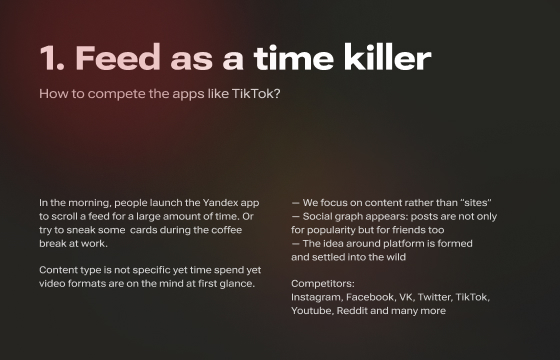 1. Feed as a time killer
How to compete the apps like TikTok?
In the morning, people launch the Yandex app
to scroll a feed for a large amount of time. Or
try to sneak some cards during the coffee
break at work.
Content type is not specific yet time spend yet
video formats are on the mind at first glance.
— We focus on content rather than "sites"
— Social graph appears: posts are not only
for popularity but for friends too
— The idea around platform is formed
and settled into the wild
Competitors:
Instagram, Facebook, VK, Twitter, TikTok,
Youtube, Reddit and many more